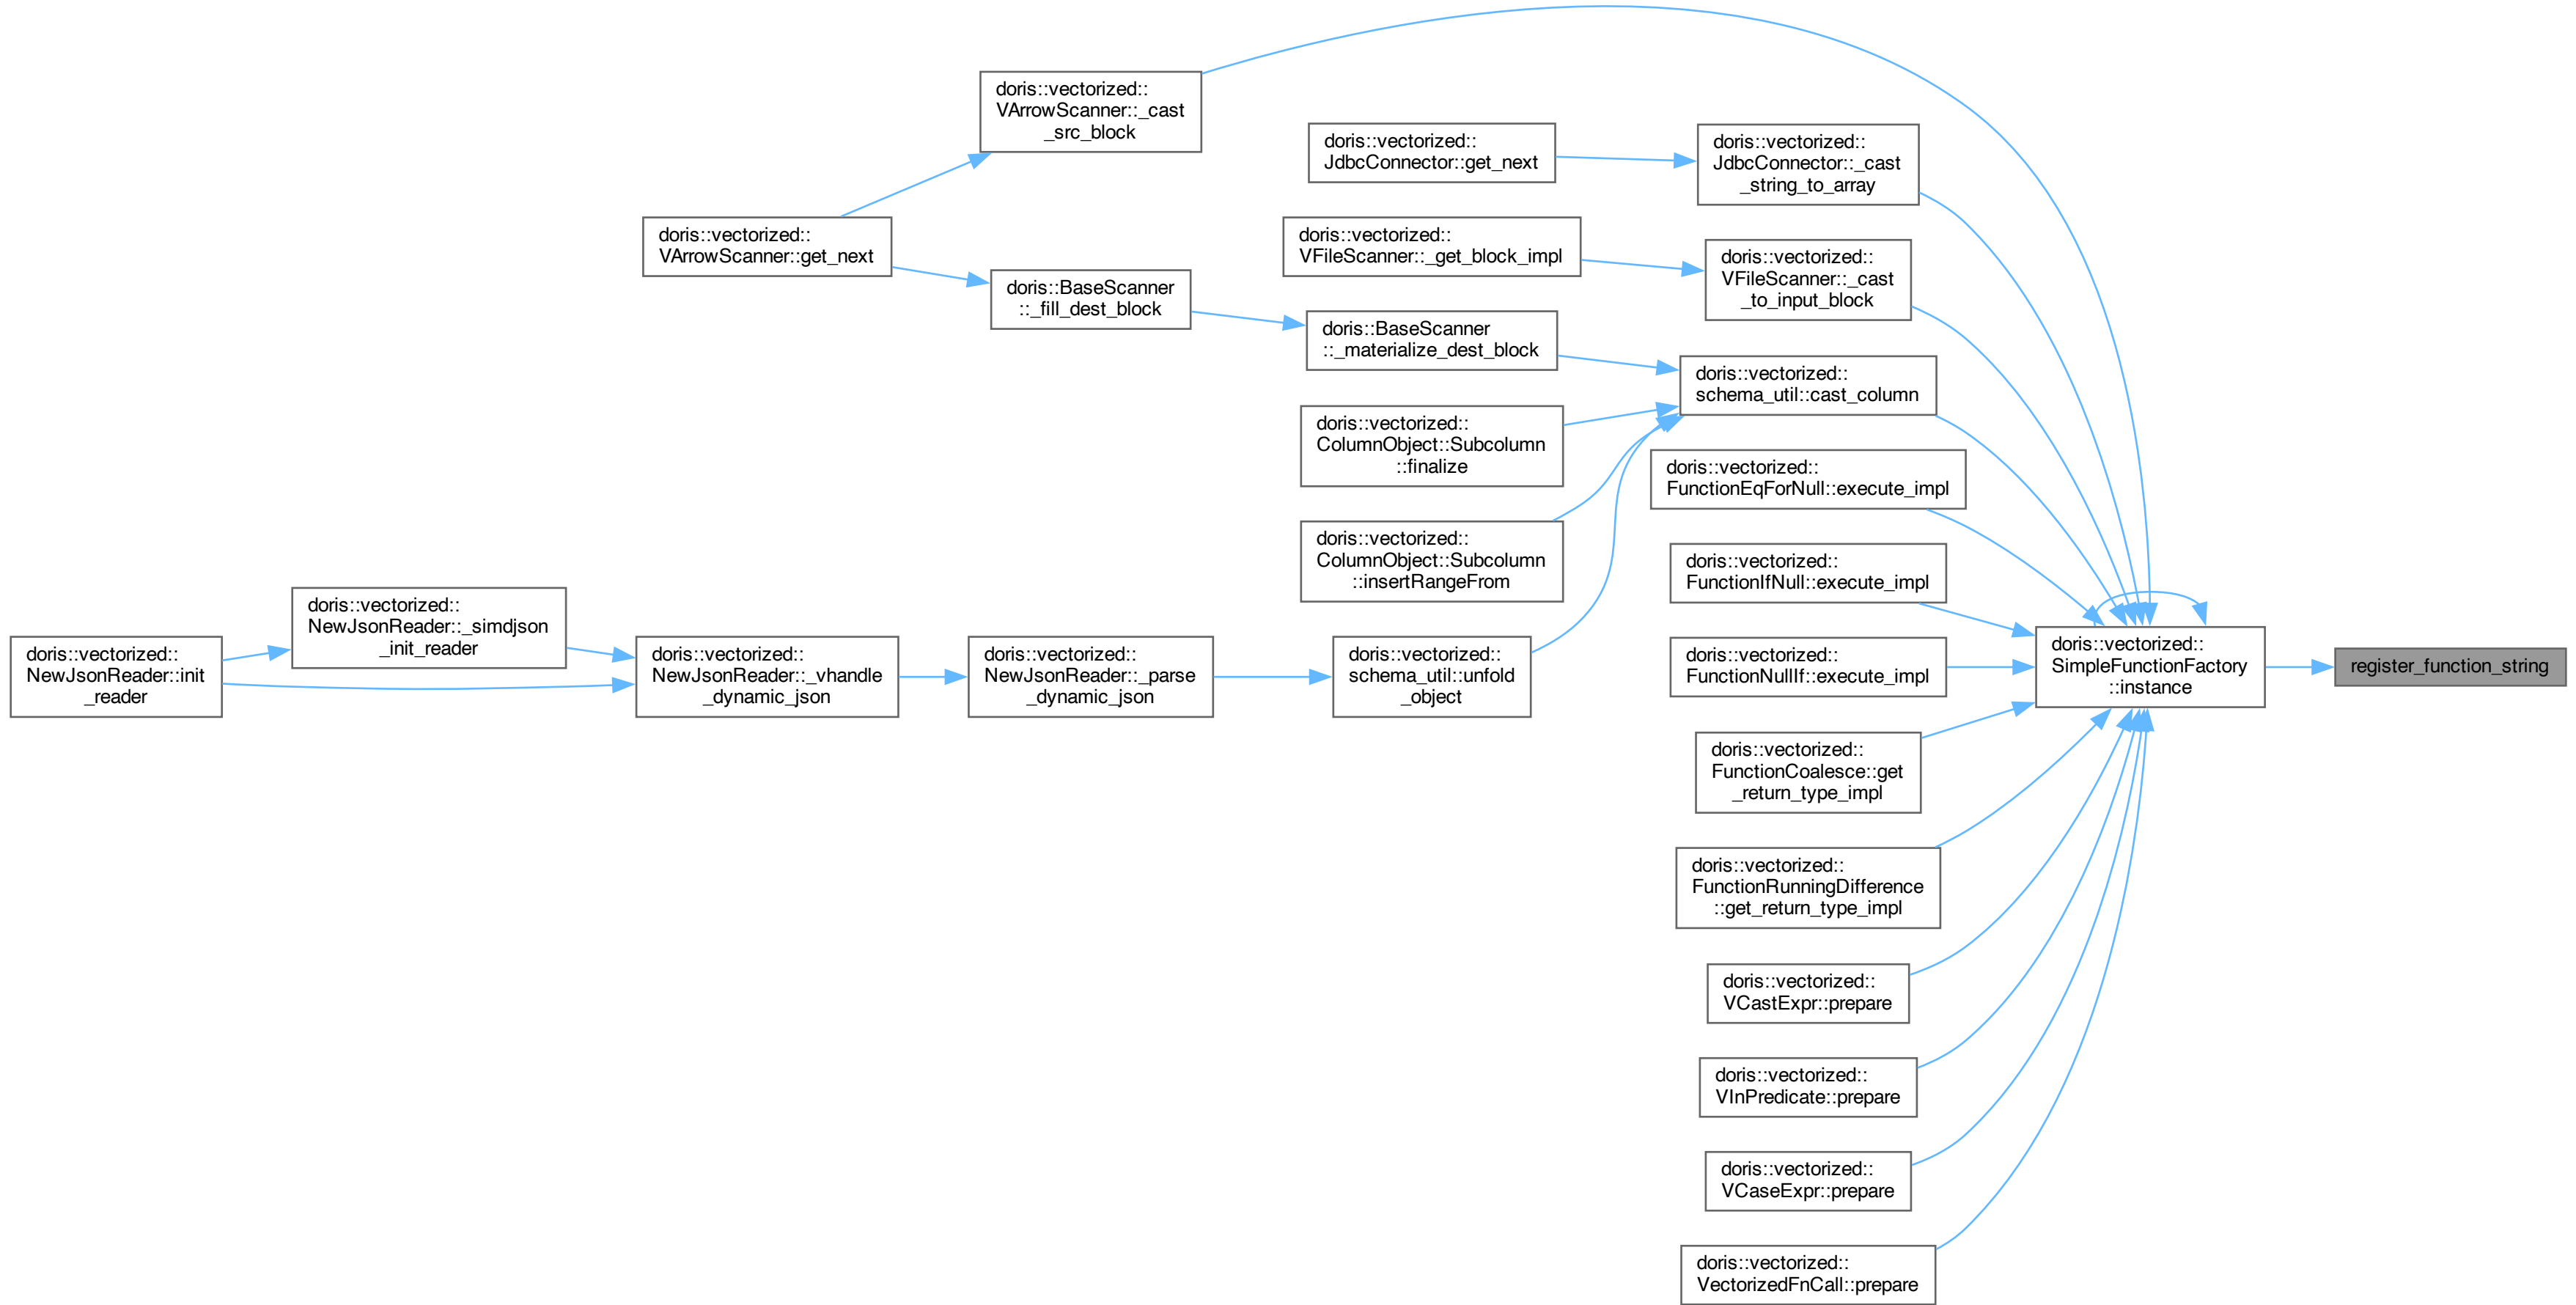 doris::vectorized::
VArrowScanner::_cast
_src_block
doris::vectorized::
JdbcConnector::get_next
doris::vectorized::
JdbcConnector::_cast
_string_to_array
doris::vectorized::
VArrowScanner::get_next
doris::vectorized::
VFileScanner::_get_block_impl
doris::vectorized::
VFileScanner::_cast
_to_input_block
doris::BaseScanner
::_fill_dest_block
doris::BaseScanner
::_materialize_dest_block
doris::vectorized::
schema_util::cast_column
doris::vectorized::
ColumnObject::Subcolumn
::finalize
doris::vectorized::
FunctionEqForNull::execute_impl
doris::vectorized::
ColumnObject::Subcolumn
::insertRangeFrom
doris::vectorized::
FunctionIfNull::execute_impl
doris::vectorized::
NewJsonReader::_simdjson
_init_reader
doris::vectorized::
NewJsonReader::init
_reader
doris::vectorized::
NewJsonReader::_vhandle
_dynamic_json
doris::vectorized::
NewJsonReader::_parse
_dynamic_json
doris::vectorized::
schema_util::unfold
_object
doris::vectorized::
FunctionNullIf::execute_impl
doris::vectorized::
SimpleFunctionFactory
::instance
register_function_string
doris::vectorized::
FunctionCoalesce::get
_return_type_impl
doris::vectorized::
FunctionRunningDifference
::get_return_type_impl
doris::vectorized::
VCastExpr::prepare
doris::vectorized::
VInPredicate::prepare
doris::vectorized::
VCaseExpr::prepare
doris::vectorized::
VectorizedFnCall::prepare